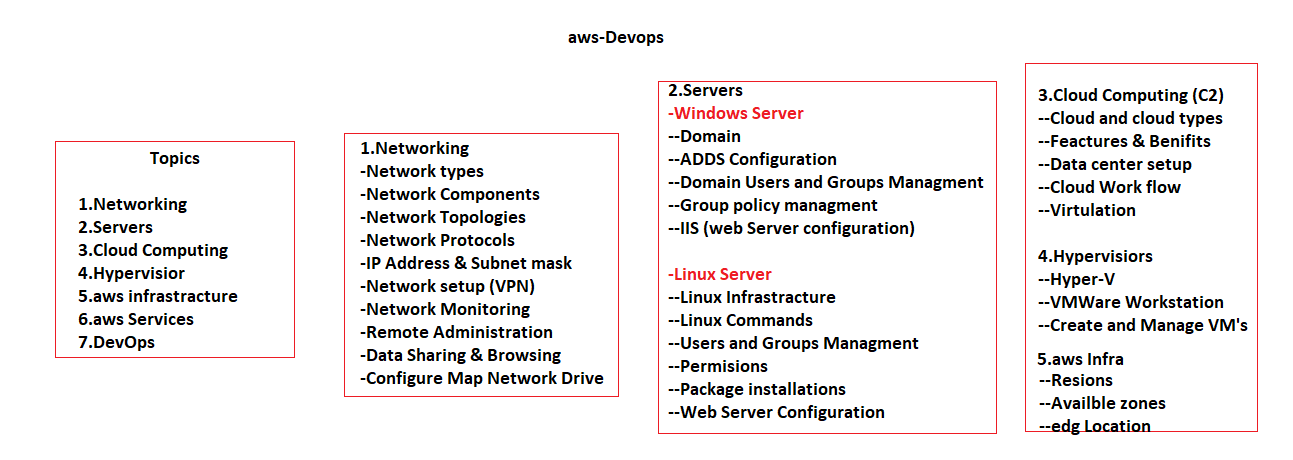 aws-Devops
Topics
1.Networking
2.Servers
3.Cloud Computing
4.Hypervisior
5.aws infrastracture
6.aws Services
7.DevOps
1.Networking
-Network types
-Network Components
-Network Topologies
-Network Protocols
-IP Address & Subnet mask
-Network setup (VPN)
-Network Monitoring
-Remote Administration
-Data Sharing & Browsing
-Configure Map Network Drive
2.Servers
-Windows Server
--Domain
--ADDS Configuration
--Domain Users and Groups Managment
--Group policy managment
--IIS (web Server configuration)
-Linux Server
--Linux Infrastracture
--Linux Commands
--Users and Groups Managment
--Permisions
--Package installations
--Web Server Configuration
3.Cloud Computing (C2)
--Cloud and cloud types
--Feactures & Benifits
--Data center setup
--Cloud Work flow
--Virtulation
4.Hypervisiors
--Hyper-V
--VMWare Workstation
--Create and Manage VM's
5.aws Infra
--Resions
--Availble zones
--edg Location